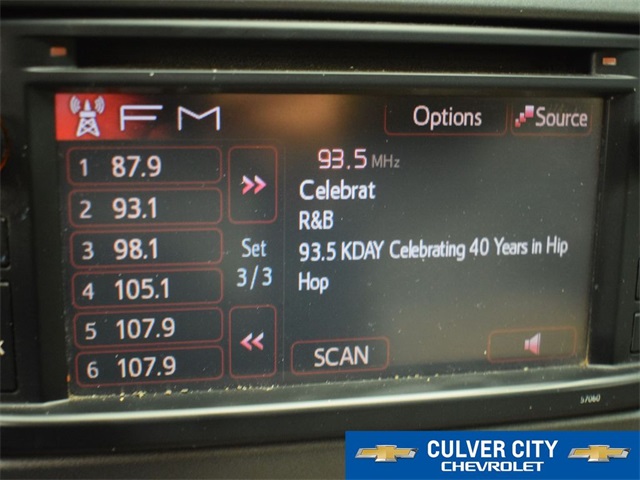 FM
Options
Source
1 87.9
2 93.1
3 98.1
4 105.1
5 107.9
6 107.9
Set
3/3
93.5 MHz
Celebrat
R&B
93.5 KDAY Celebrating 40 Years in Hip
Hop
SCAN
57060
CULVER CITY
CHEVROLET